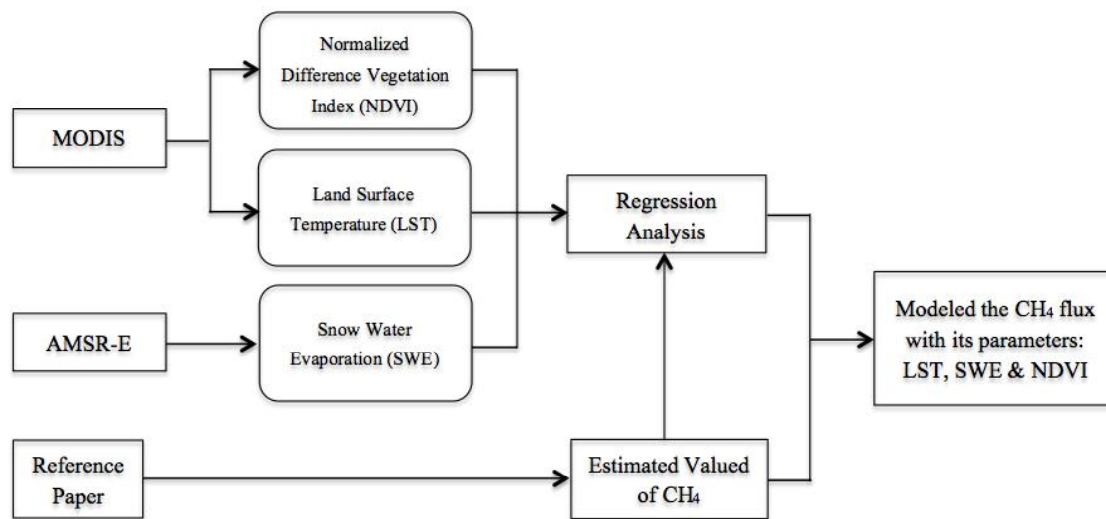 Normalized
Difference Vegetation
Index (NDVI)
MODIS
Land Surface
Temperature (LST)
Regression
Analysis
AMSR-E
Snow Water
Evaporation (SWE)
Modeled the CH₄ flux
with its parameters:
LST, SWE & NDVI
Reference
Paper
Estimated Valued
of CH₄